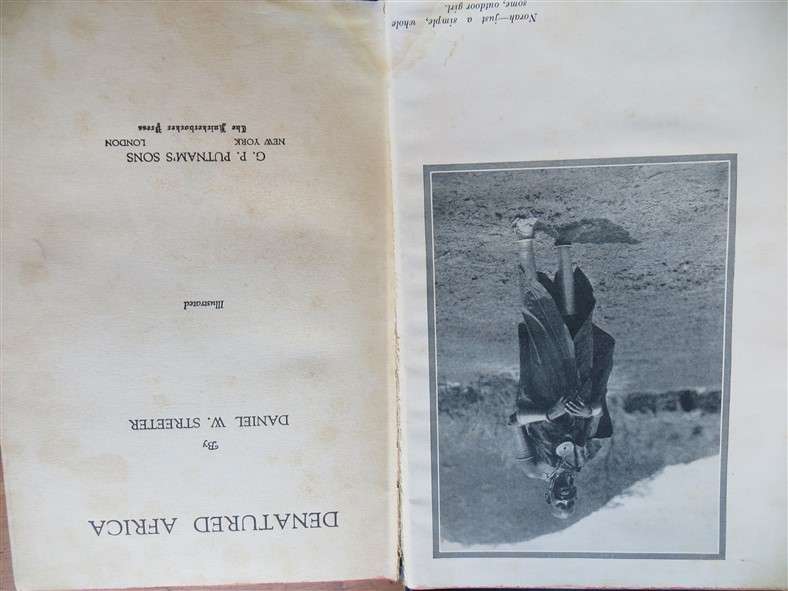 Norah—just a simple, whole
some, outdoor girl.
DENATURED AFRICA
By
DANIEL W. STREETER
Illustrated
G. P. PUTNAM'S SONS
NEW YORK LONDON
The Knickerbocker Press